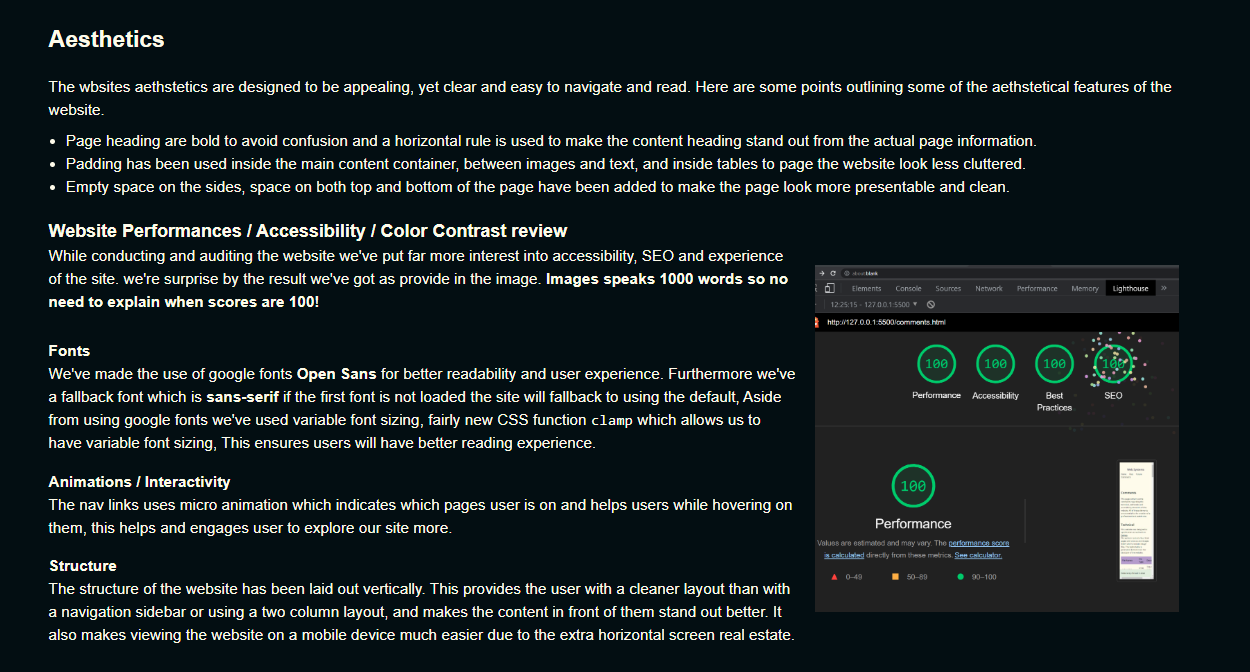 Aesthetics
The wbsites aethstetics are designed to be appealing, yet clear and easy to navigate and read. Here are some points outlining some of the aethstetical features of the
website.
• Page heading are bold to avoid confusion and a horizontal rule is used to make the content heading stand out from the actual page information.
• Padding has been used inside the main content container, between images and text, and inside tables to page the website look less cluttered.
• Empty space on the sides, space on both top and bottom of the page have been added to make the page look more presentable and clean.
Website Performances / Accessibility / Color Contrast review
While conducting and auditing the website we've put far more interest into accessibility, SEO and experience
of the site. we're surprise by the result we've got as provide in the image. Images speaks 1000 words so no
need to explain when scores are 100!
Fonts
We've made the use of google fonts Open Sans for better readability and user experience. Furthermore we've
a fallback font which is sans-serif if the first font is not loaded the site will fallback to using the default, Aside
from using google fonts we've used variable font sizing, fairly new CSS function clamp which allows us to
have variable font sizing, This ensures users will have better reading experience.
Animations / Interactivity
The nav links uses micro animation which indicates which pages user is on and helps users while hovering on
them, this helps and engages user to explore our site more.
Structure
The structure of the website has been laid out vertically. This provides the user with a cleaner layout than with
a navigation sidebar or using a two column layout, and makes the content in front of them stand out better. It
also makes viewing the website on a mobile device much easier due to the extra horizontal screen real estate.
about:blank
Elements Console Sources Network Performance Memory Lighthouse »
12:25:15 - 127.0.0.1:5500
http://127.0.0.1:5500/comments.html
100 100 100 100
Performance Accessibility Best Practices SEO
100
Performance
Values are estimated and may vary. The performance score
is calculated directly from these metrics. See calculator.
0–49 50–89 90–100